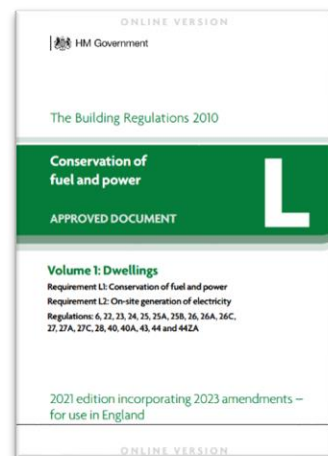 ONLINE VERSION
HM Government
The Building Regulations 2010
Conservation of
fuel and power
APPROVED DOCUMENT
L
Volume 1: Dwellings
Requirement L1: Conservation of fuel and power
Requirement L2: On-site generation of electricity
Regulations: 6, 22, 23, 24, 25, 25A, 25B, 26, 26A, 26C,
27, 27A, 27C, 28, 40, 40A, 43, 44 and 44ZA
2021 edition incorporating 2023 amendments –
for use in England
ONLINE VERSION